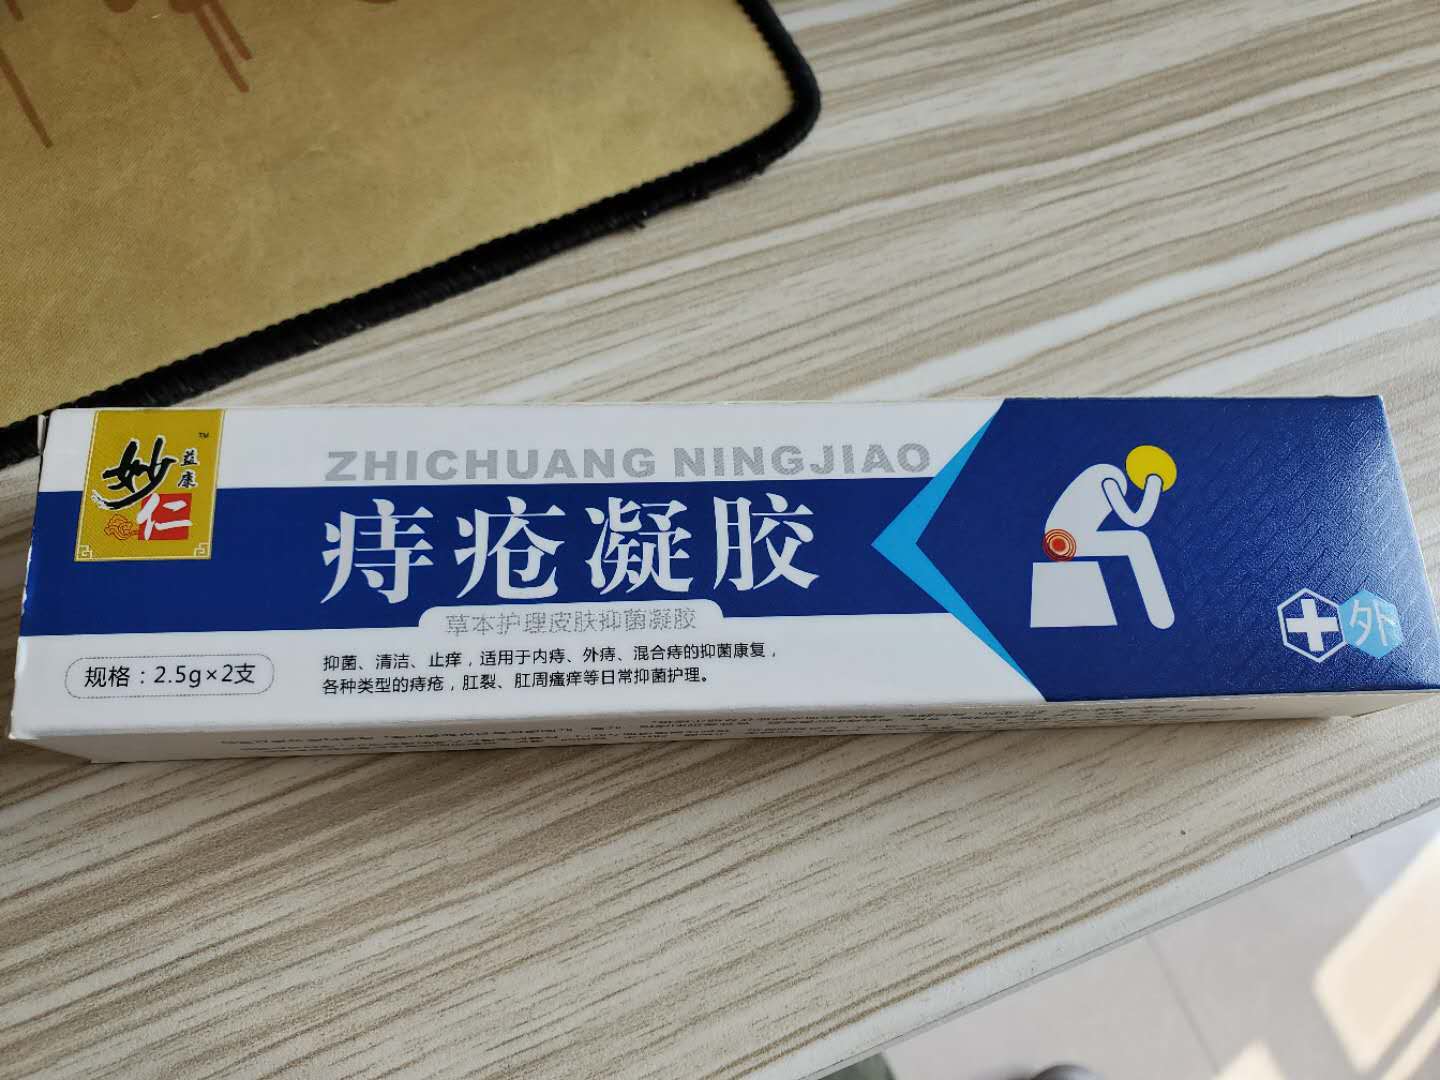 妙仁
益康
TM
ZHICHUANG NINGJIAO
痔疮凝胶
草本护理皮肤抑菌凝胶
规格：2.5g×2支
抑菌、清洁、止痒，适用于内痔、外痔、混合痔的抑菌康复，
各种类型的痔疮，肛裂、肛周瘙痒等日常抑菌护理。
外